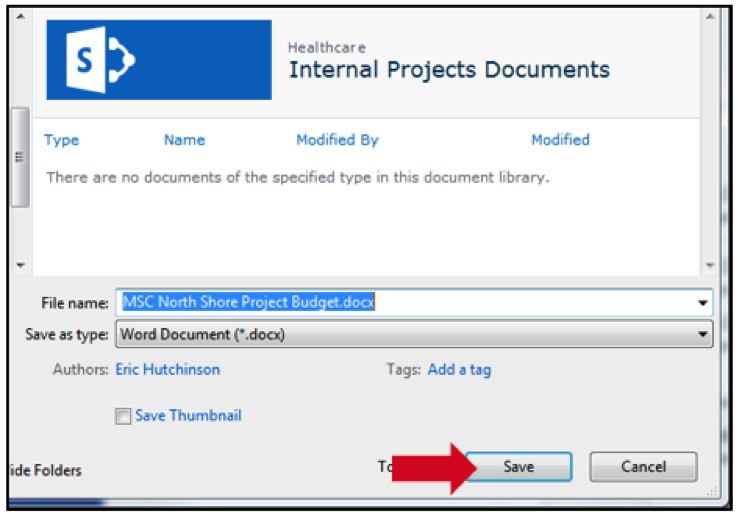 S
Healthcare
Internal Projects Documents
Type Name Modified By Modified
There are no documents of the specified type in this document library.
File name: MSC North Shore Project Budget.docx
Save as type: Word Document (*.docx)
Authors: Eric Hutchinson Tags: Add a tag
Save Thumbnail
ide Folders To Save Cancel